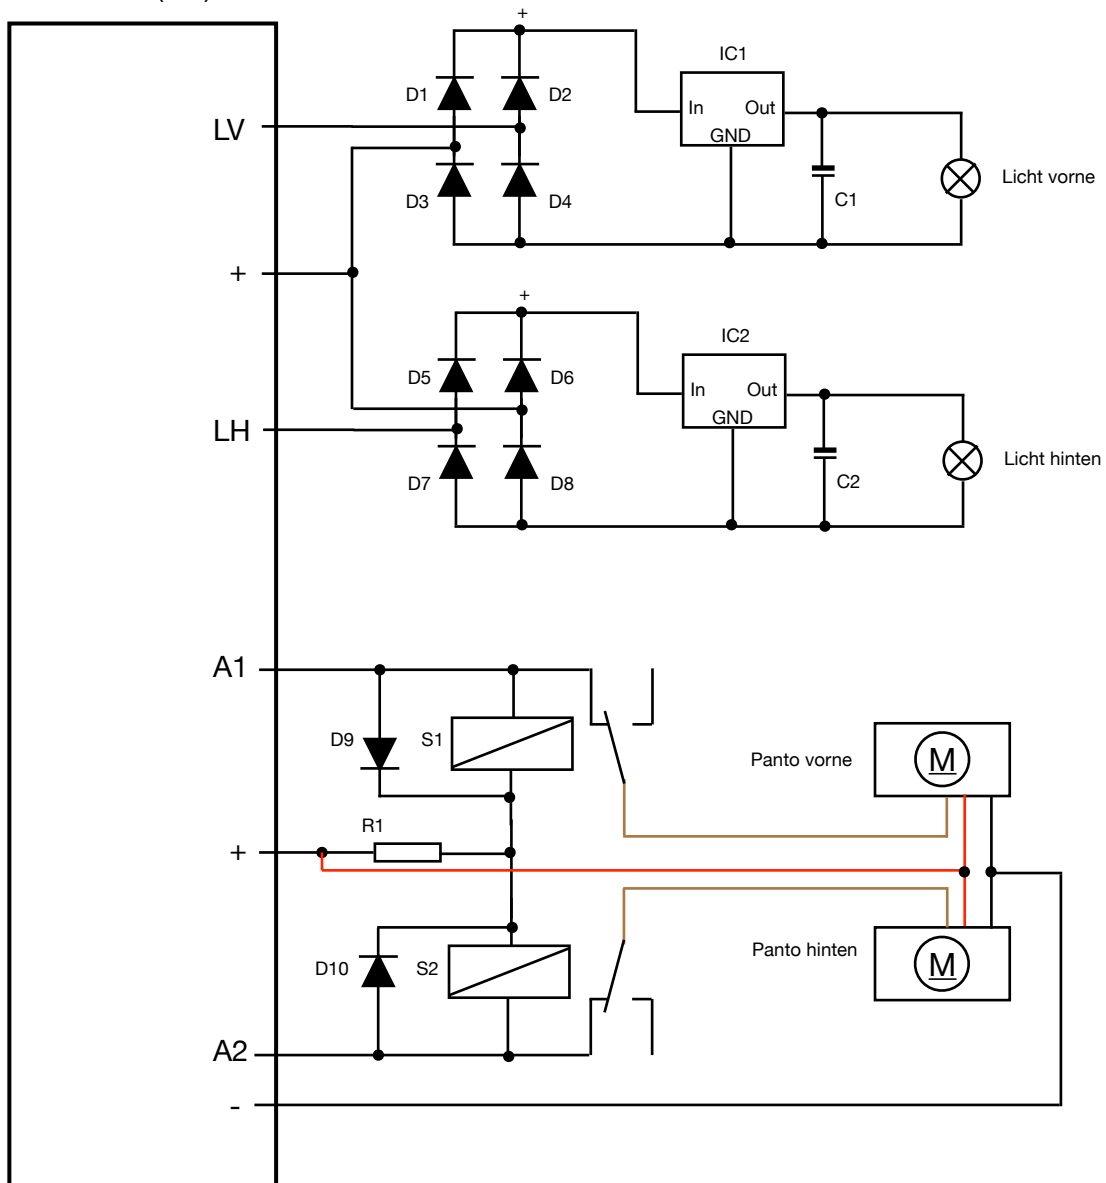 +
IC1
D1
D2
In
Out
LV
GND
Licht vorne
D3
D4
C1
+
+
IC2
D5
D6
In
Out
GND
LH
Licht hinten
D7
D8
C2
A1
D9
S1
Panto vorne
M
R1
+
Panto hinten
M
D10
S2
A2
-